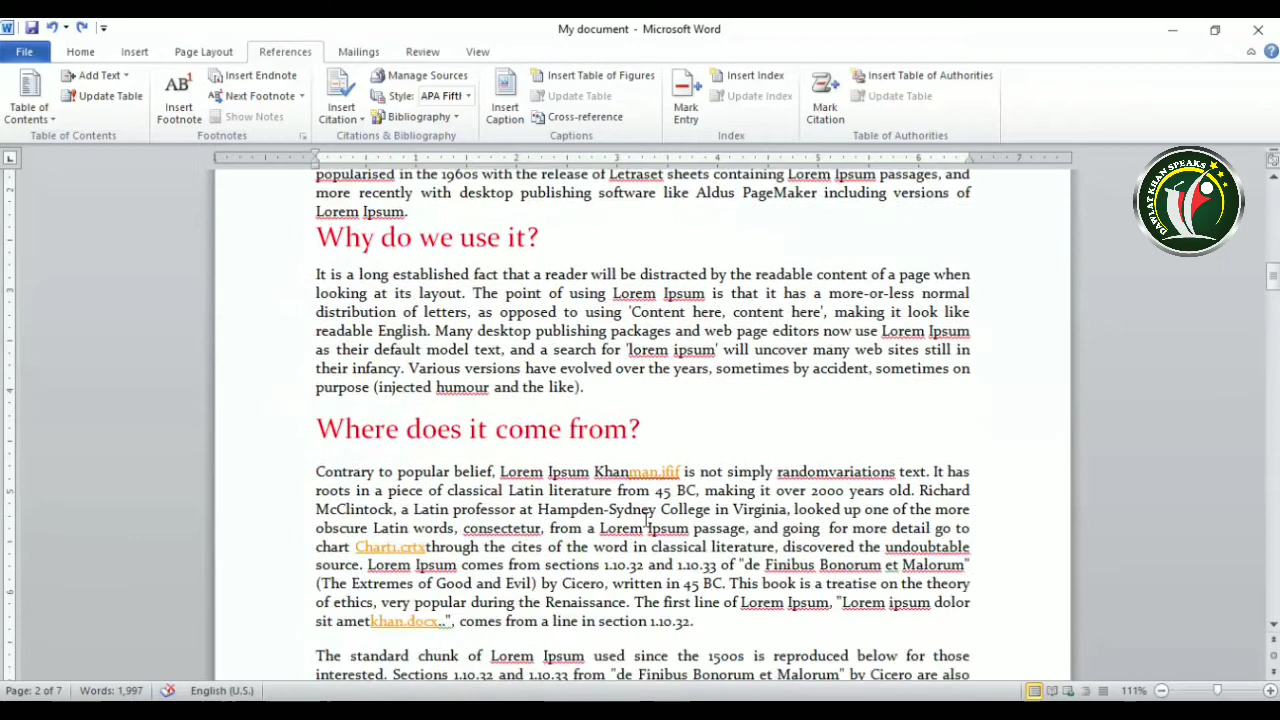 My document - Microsoft Word
File Home Insert Page Layout References Mailings Review View
Table of Contents
Add Text
Update Table
Table of Contents
AB1
Insert Footnote
Insert Endnote
Next Footnote
Show Notes
Footnotes
Insert Citation
Manage Sources
Style: APA Fift
Bibliography
Citations & Bibliography
Insert Caption
Insert Table of Figures
Update Table
Cross-reference
Captions
Mark Entry
Insert Index
Update Index
Index
Mark Citation
Insert Table of Authorities
Update Table
Table of Authorities
1 2 3 4 5 6 7
2
3
4
5
6
DAWLAT KHAN SPEAKS
popularised in the 1960s with the release of Letraset sheets containing Lorem Ipsum passages, and
more recently with desktop publishing software like Aldus PageMaker including versions of
Lorem Ipsum.
Why do we use it?
It is a long established fact that a reader will be distracted by the readable content of a page when
looking at its layout. The point of using Lorem Ipsum is that it has a more-or-less normal
distribution of letters, as opposed to using 'Content here, content here', making it look like
readable English. Many desktop publishing packages and web page editors now use Lorem Ipsum
as their default model text, and a search for 'lorem ipsum' will uncover many web sites still in
their infancy. Various versions have evolved over the years, sometimes by accident, sometimes on
purpose (injected humour and the like).
Where does it come from?
Contrary to popular belief, Lorem Ipsum Khanman.jfif is not simply randomvariations text. It has
roots in a piece of classical Latin literature from 45 BC, making it over 2000 years old. Richard
McClintock, a Latin professor at Hampden-Sydney College in Virginia, looked up one of the more
obscure Latin words, consectetur, from a Lorem Ipsum passage, and going for more detail go to
chart Chart1.crtxthrough the cites of the word in classical literature, discovered the undoubtable
source. Lorem Ipsum comes from sections 1.10.32 and 1.10.33 of "de Finibus Bonorum et Malorum"
(The Extremes of Good and Evil) by Cicero, written in 45 BC. This book is a treatise on the theory
of ethics, very popular during the Renaissance. The first line of Lorem Ipsum, "Lorem ipsum dolor
sit ametkhan.docx..", comes from a line in section 1.10.32.
The standard chunk of Lorem Ipsum used since the 1500s is reproduced below for those
interested. Sections 1.10.32 and 1.10.33 from "de Finibus Bonorum et Malorum" by Cicero are also
Page: 2 of 7 Words: 1,997 English (U.S.) 111%